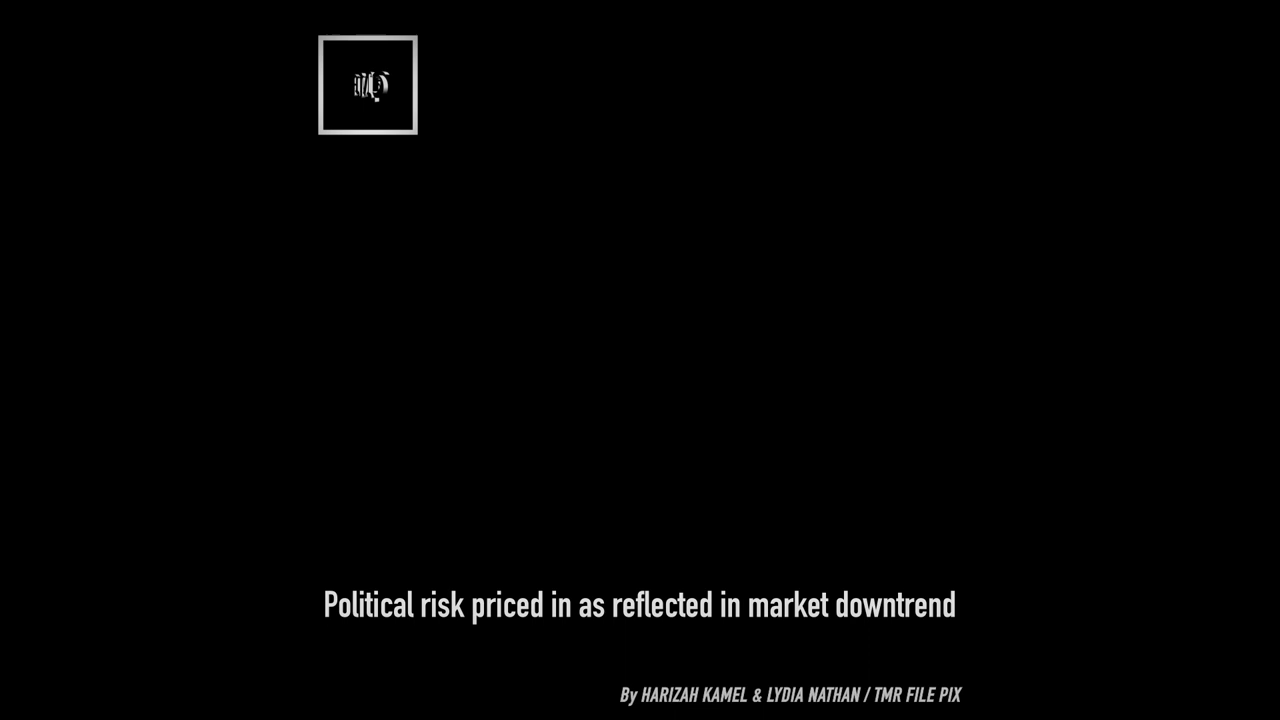 Political risk priced in as reflected in market downtrend
By HARIZAH KAMEL & LYDIA NATHAN / TMR FILE PIX